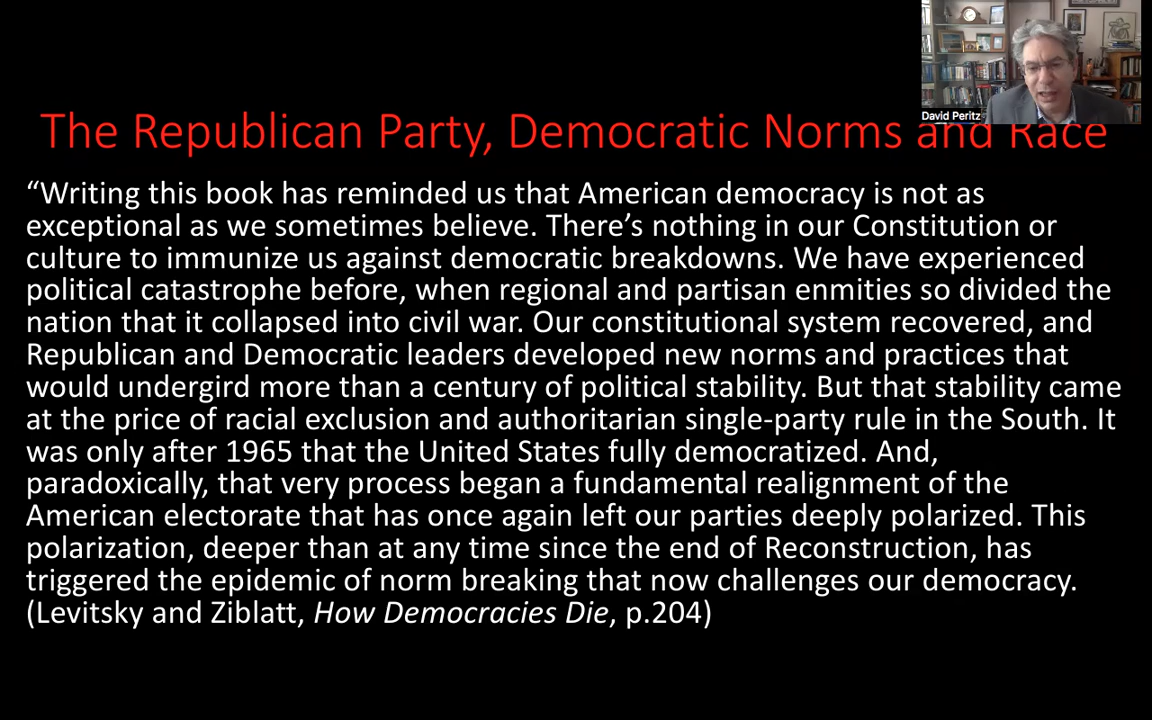 David Peritz
The Republican Party, Democratic Norms and Race
“Writing this book has reminded us that American democracy is not as
exceptional as we sometimes believe. There’s nothing in our Constitution or
culture to immunize us against democratic breakdowns. We have experienced
political catastrophe before, when regional and partisan enmities so divided the
nation that it collapsed into civil war. Our constitutional system recovered, and
Republican and Democratic leaders developed new norms and practices that
would undergird more than a century of political stability. But that stability came
at the price of racial exclusion and authoritarian single-party rule in the South. It
was only after 1965 that the United States fully democratized. And,
paradoxically, that very process began a fundamental realignment of the
American electorate that has once again left our parties deeply polarized. This
polarization, deeper than at any time since the end of Reconstruction, has
triggered the epidemic of norm breaking that now challenges our democracy.
(Levitsky and Ziblatt, How Democracies Die, p.204)